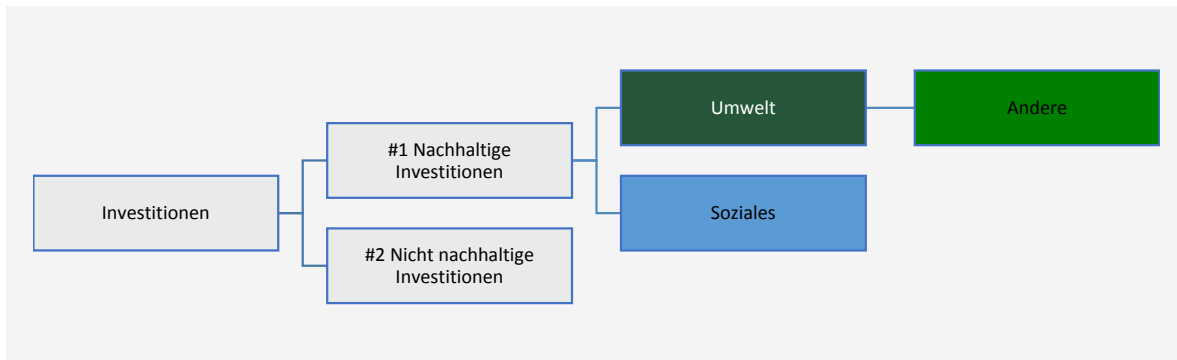 Umwelt
Andere
#1 Nachhaltige
Investitionen
Investitionen
Soziales
#2 Nicht nachhaltige
Investitionen